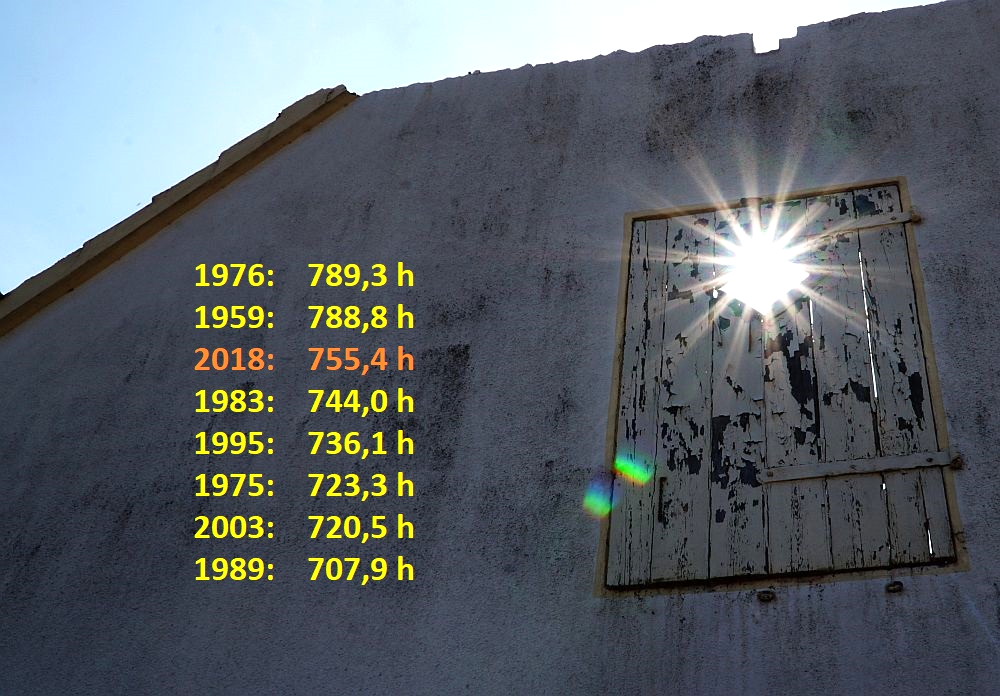 1976: 789,3 h
1959: 788,8 h
2018: 755,4 h
1983: 744,0 h
1995: 736,1 h
1975: 723,3 h
2003: 720,5 h
1989: 707,9 h